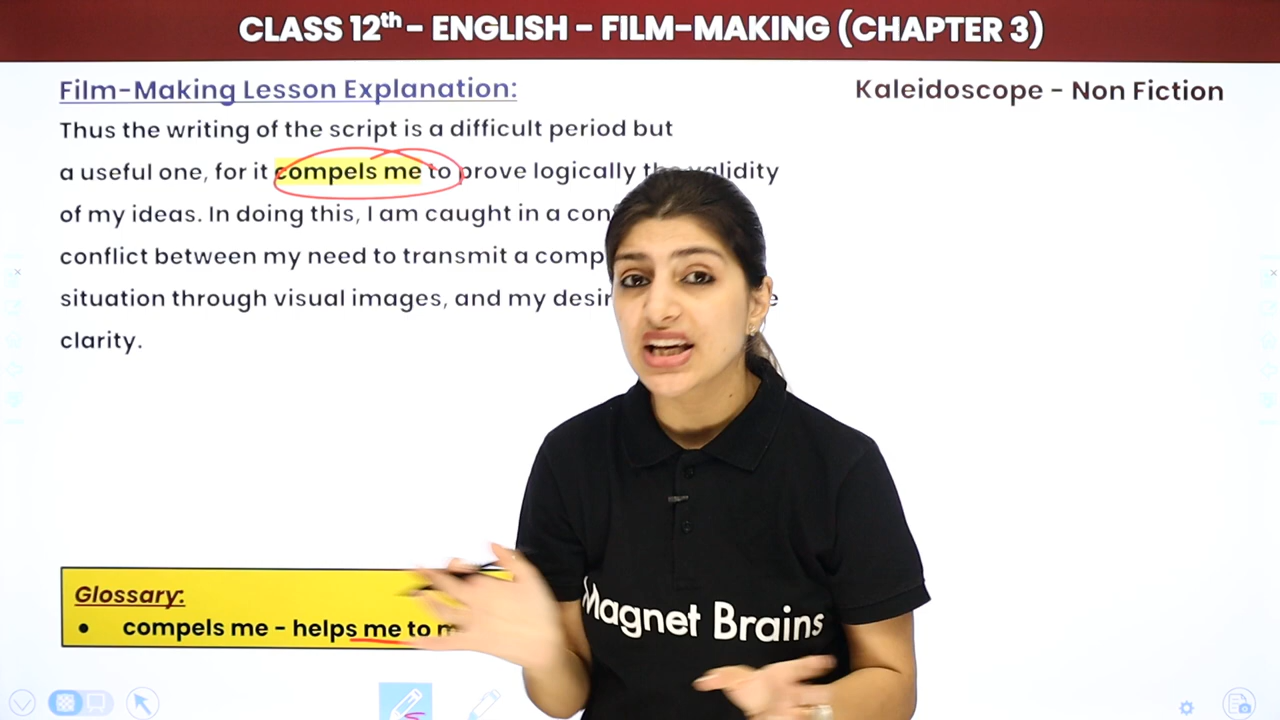 CLASS 12th - ENGLISH - FILM-MAKING (CHAPTER 3)
Film-Making Lesson Explanation:
Kaleidoscope - Non Fiction
Thus the writing of the script is a difficult period but
a useful one, for it compels me to prove logically the validity
of my ideas. In doing this, I am caught in a
conflict between my need to transmit a
situation through visual images, and my
clarity.
Glossary:
• compels me - helps me to
Magnet Brains